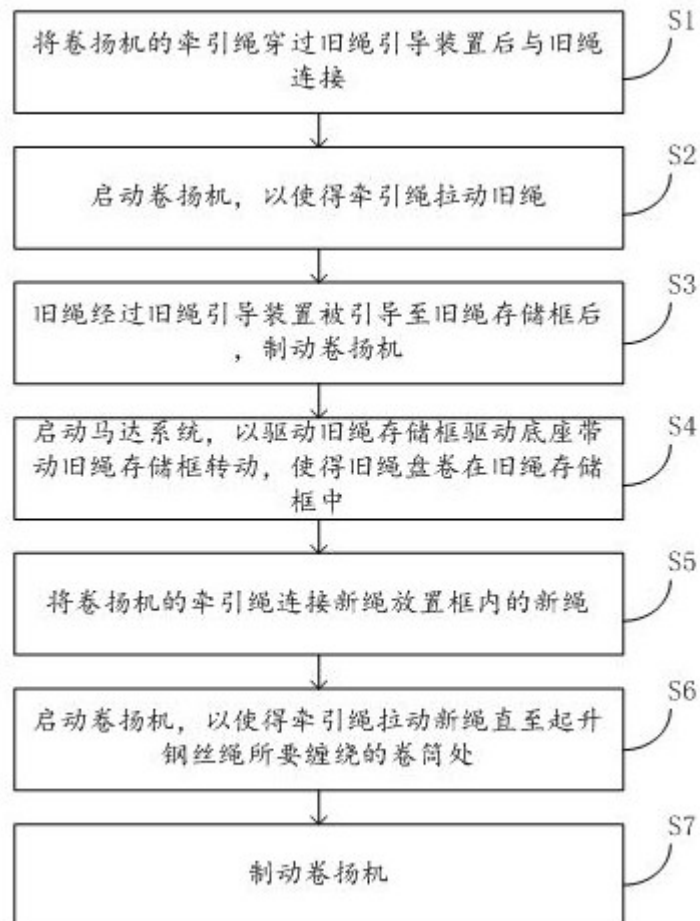 将卷扬机的牵引绳穿过旧绳引导装置后与旧绳
连接
S1
启动卷扬机，以使得牵引绳拉动旧绳
S2
旧绳经过旧绳引导装置被引导至旧绳存储框后
，制动卷扬机
S3
启动马达系统，以驱动旧绳存储框驱动底座带
动旧绳存储框转动，使得旧绳盘卷在旧绳存储
框中
S4
将卷扬机的牵引绳连接新绳放置框内的新绳
S5
启动卷扬机，以使得牵引绳拉动新绳直至起升
钢丝绳所要缠绕的卷筒处
S6
制动卷扬机
S7